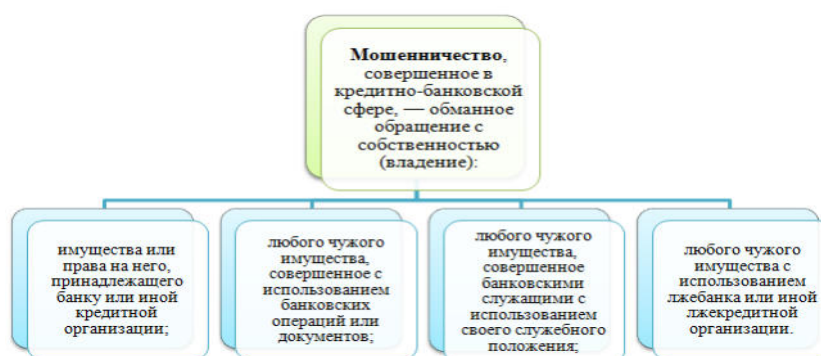 Мошенничество,
совершенное в
кредитно-банковской
сфере, — обманное
обращение с
собственностью
(владение):
имущества или
права на него,
принадлежащего
банку или иной
кредитной
организации;
любого чужого
имущества,
совершенное с
использованием
банковских
операций или
документов;
любого чужого
имущества,
совершенное
банковскими
служащими с
использованием
своего служебного
положения;
любого чужого
имущества с
использованием
лжебанка или иной
лжекредитной
организации.